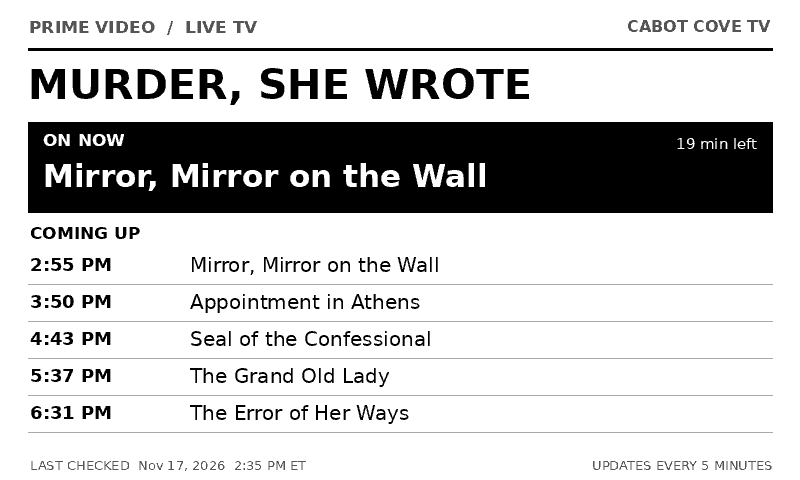 PRIME VIDEO / LIVE TV
CABOT COVE TV
MURDER, SHE WROTE
ON NOW
19 min left
Mirror, Mirror on the Wall
COMING UP
2:55 PM Mirror, Mirror on the Wall
3:50 PM Appointment in Athens
4:43 PM Seal of the Confessional
5:37 PM The Grand Old Lady
6:31 PM The Error of Her Ways
LAST CHECKED Nov 17, 2026 2:35 PM ET
UPDATES EVERY 5 MINUTES